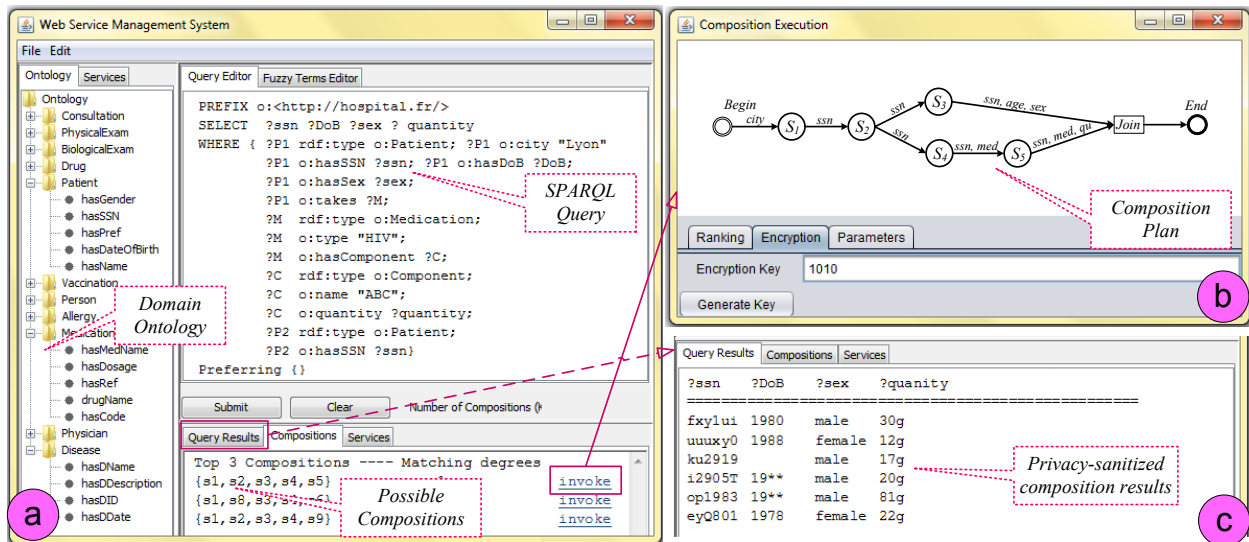 Web Service Management System
File Edit
Ontology Services
Ontology
Consultation
PhysicalExam
BiologicalExam
Drug
Patient
hasGender
hasSSN
hasPref
hasDateOfBirth
hasName
Vaccination
Person
Allergy
Medication
hasMedName
hasDosage
hasRef
drugName
hasCode
Physician
Disease
hasDName
hasDDescription
hasDID
hasDDate
Domain
Ontology
a
Query Editor Fuzzy Terms Editor
PREFIX o:<http://hospital.fr/>
SELECT ?ssn ?DoB ?sex ? quantity
WHERE { ?P1 rdf:type o:Patient; ?P1 o:city "Lyon"
?P1 o:hasSSN ?ssn; ?P1 o:hasDoB ?DoB;
?P1 o:hasSex ?sex;
?P1 o:takes ?M;
?M rdf:type o:Medication;
?M o:type "HIV";
?M o:hasComponent ?C;
?C rdf:type o:Component;
?C o:name "ABC";
?C o:quantity ?quantity;
?P2 rdf:type o:Patient;
?P2 o:hasSSN ?ssn}
Preferring {}
SPARQL
Query
Submit Clear Number of Compositions (K
Query Results Compositions Services
Top 3 Compositions ---- Matching degrees
{s1,s2,s3,s4,s5} invoke
{s1,s8,s3, invoke
{s1,s2,s3,s4,s9} invoke
Possible
Compositions
Composition Execution
Begin
city
S1
ssn
S2
ssn
S3
ssn, age, sex
ssn
S4
ssn, med
S5
ssn, med, qu
Join
End
Composition
Plan
Ranking Encryption Parameters
Encryption Key 1010
Generate Key
b
Query Results Compositions Services
?ssn ?DoB ?sex ?quanity
======================================================
fxylui 1980 male 30g
uuuxy0 1988 female 12g
ku2919 male 17g
i2905T 19** male 20g
op1983 19** male 81g
eyQ801 1978 female 22g
Privacy-sanitized
composition results
c